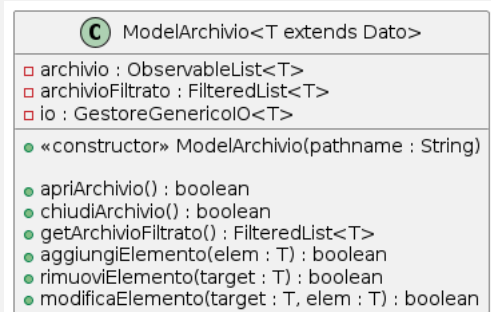 C ModelArchivio<T extends Dato>
archivio : ObservableList<T>
archivioFiltrato : FilteredList<T>
io : GestoreGenericoIO<T>
«constructor» ModelArchivio(pathname : String)
apriArchivio() : boolean
chiudiArchivio() : boolean
getArchivioFiltrato() : FilteredList<T>
aggiungiElemento(elem : T) : boolean
rimuoviElemento(target : T) : boolean
modificaElemento(target : T, elem : T) : boolean